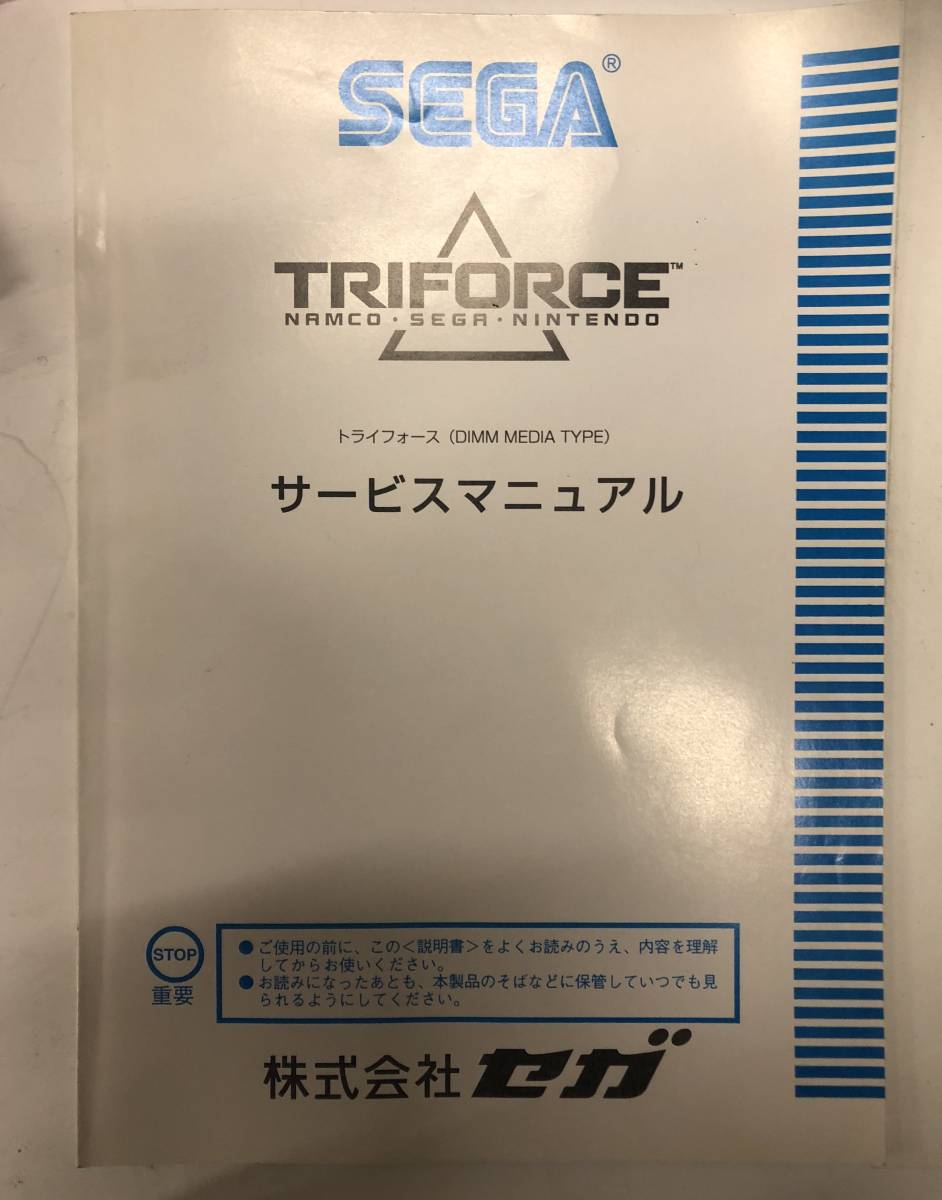 SEGA®
TRIFORCE™
NAMCO・SEGA・NINTENDO
トライフォース（DIMM MEDIA TYPE）
サービスマニュアル
STOP
重要
●ご使用の前に、この＜説明書＞をよくお読みのうえ、内容を理解
してからお使いください。
●お読みになったあとも、本製品のそばなどに保管していつでも見
られるようにしてください。
株式会社 セガ